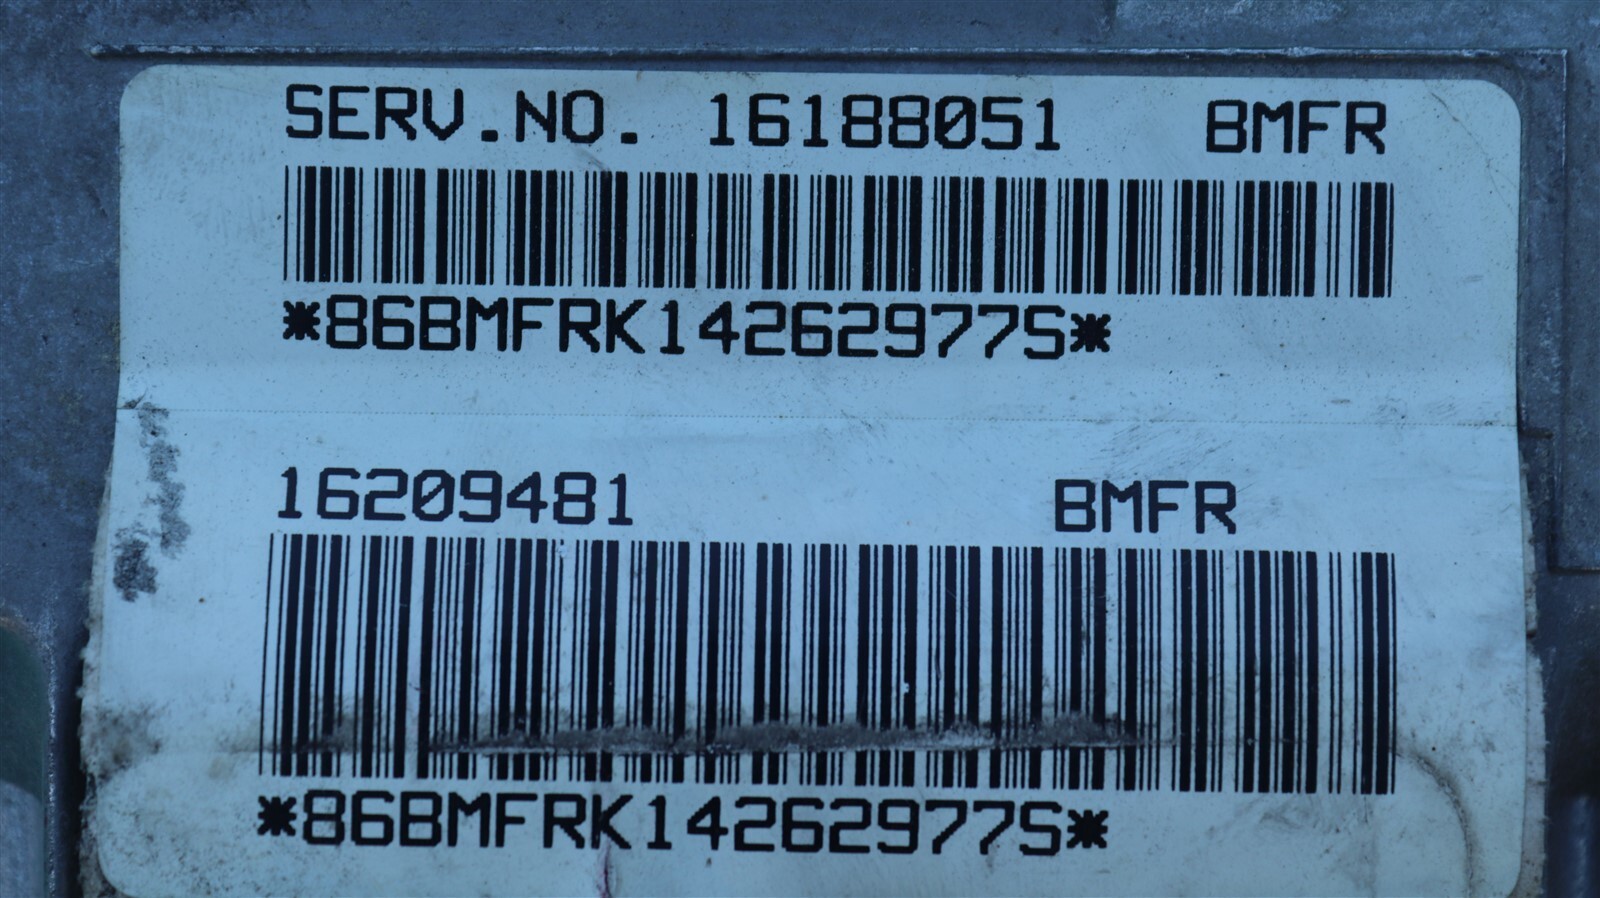 SERV.NO. 16188051 BMFR
*86BMFRK14262977S*
16209481 BMFR
*86BMFRK14262977S*